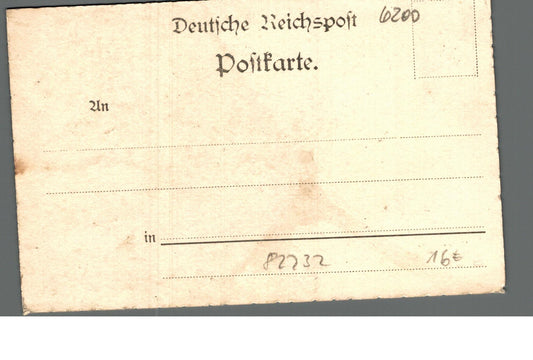 Deutsche Reichspost 6200
Postkarte.
An
in
82732 16€